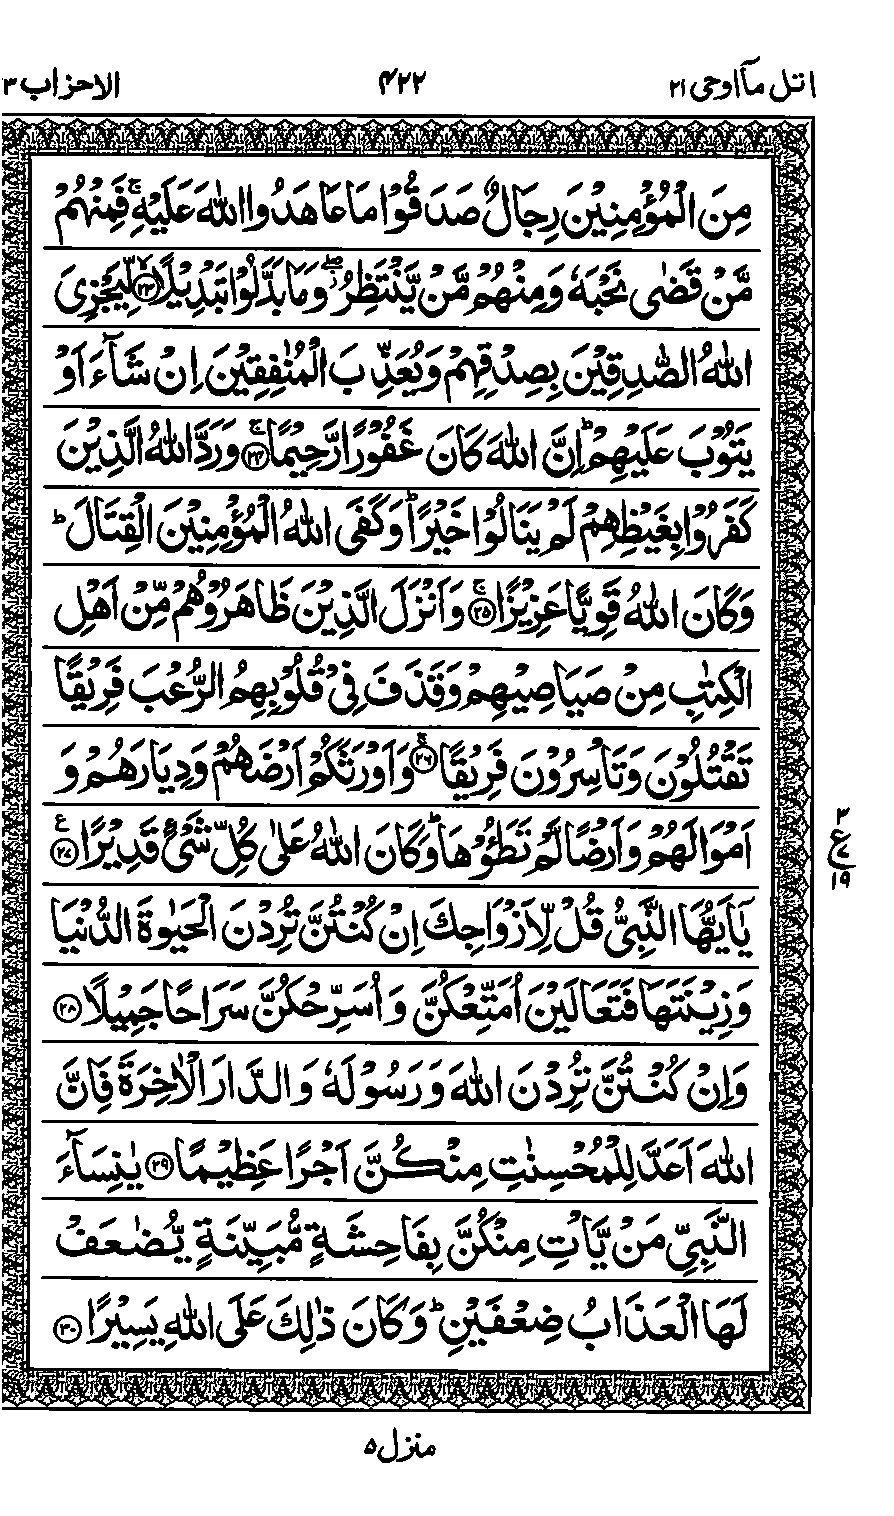 اتل مآ اوحی ۲۱
۴۲۲
الاحزاب ۳
مِنَ الْمُؤْمِنِیْنَ رِجَالٌ صَدَقُوْا مَا عَاهَدُوا اللّٰهَ عَلَیْهِ ۚ فَمِنْهُمْ
مَّنْ قَضٰی نَحْبَهٗ وَمِنْهُمْ مَّنْ یَّنْتَظِرُ ۖ وَمَا بَدَّلُوْا تَبْدِیْلًا ۙ﴿۲۳﴾ لِّیَجْزِیَ
اللّٰهُ الصّٰدِقِیْنَ بِصِدْقِهِمْ وَیُعَذِّبَ الْمُنٰفِقِیْنَ اِنْ شَآءَ اَوْ
یَتُوْبَ عَلَیْهِمْ ؕ اِنَّ اللّٰهَ كَانَ غَفُوْرًا رَّحِیْمًا ۚ﴿۲۴﴾ وَرَدَّ اللّٰهُ الَّذِیْنَ
كَفَرُوْا بِغَیْظِهِمْ لَمْ یَنَالُوْا خَیْرًا ؕ وَكَفَی اللّٰهُ الْمُؤْمِنِیْنَ الْقِتَالَ ؕ
وَكَانَ اللّٰهُ قَوِیًّا عَزِیْزًا ۚ﴿۲۵﴾ وَاَنْزَلَ الَّذِیْنَ ظَاهَرُوْهُمْ مِّنْ اَهْلِ
الْكِتٰبِ مِنْ صَیَاصِیْهِمْ وَقَذَفَ فِیْ قُلُوْبِهِمُ الرُّعْبَ فَرِیْقًا
تَقْتُلُوْنَ وَتَاْسِرُوْنَ فَرِیْقًا ۚ﴿۲۶﴾ وَاَوْرَثَكُمْ اَرْضَهُمْ وَدِیَارَهُمْ وَ
اَمْوَالَهُمْ وَاَرْضًا لَّمْ تَطَـُٔوْهَا ؕ وَكَانَ اللّٰهُ عَلٰی كُلِّ شَیْءٍ قَدِیْرًا ﴿۲۷﴾ ع
یٰۤاَیُّهَا النَّبِیُّ قُلْ لِّاَزْوَاجِكَ اِنْ كُنْتُنَّ تُرِدْنَ الْحَیٰوةَ الدُّنْیَا
وَزِیْنَتَهَا فَتَعَالَیْنَ اُمَتِّعْكُنَّ وَاُسَرِّحْكُنَّ سَرَاحًا جَمِیْلًا ﴿۲۸﴾
وَاِنْ كُنْتُنَّ تُرِدْنَ اللّٰهَ وَرَسُوْلَهٗ وَالدَّارَ الْاٰخِرَةَ فَاِنَّ
اللّٰهَ اَعَدَّ لِلْمُحْسِنٰتِ مِنْكُنَّ اَجْرًا عَظِیْمًا ﴿۲۹﴾ یٰنِسَآءَ
النَّبِیِّ مَنْ یَّاْتِ مِنْكُنَّ بِفَاحِشَةٍ مُّبَیِّنَةٍ یُّضٰعَفْ
لَهَا الْعَذَابُ ضِعْفَیْنِ ؕ وَكَانَ ذٰلِكَ عَلَی اللّٰهِ یَسِیْرًا ﴿۳۰﴾
۳
ع ۷
۱۹
منزل ۵